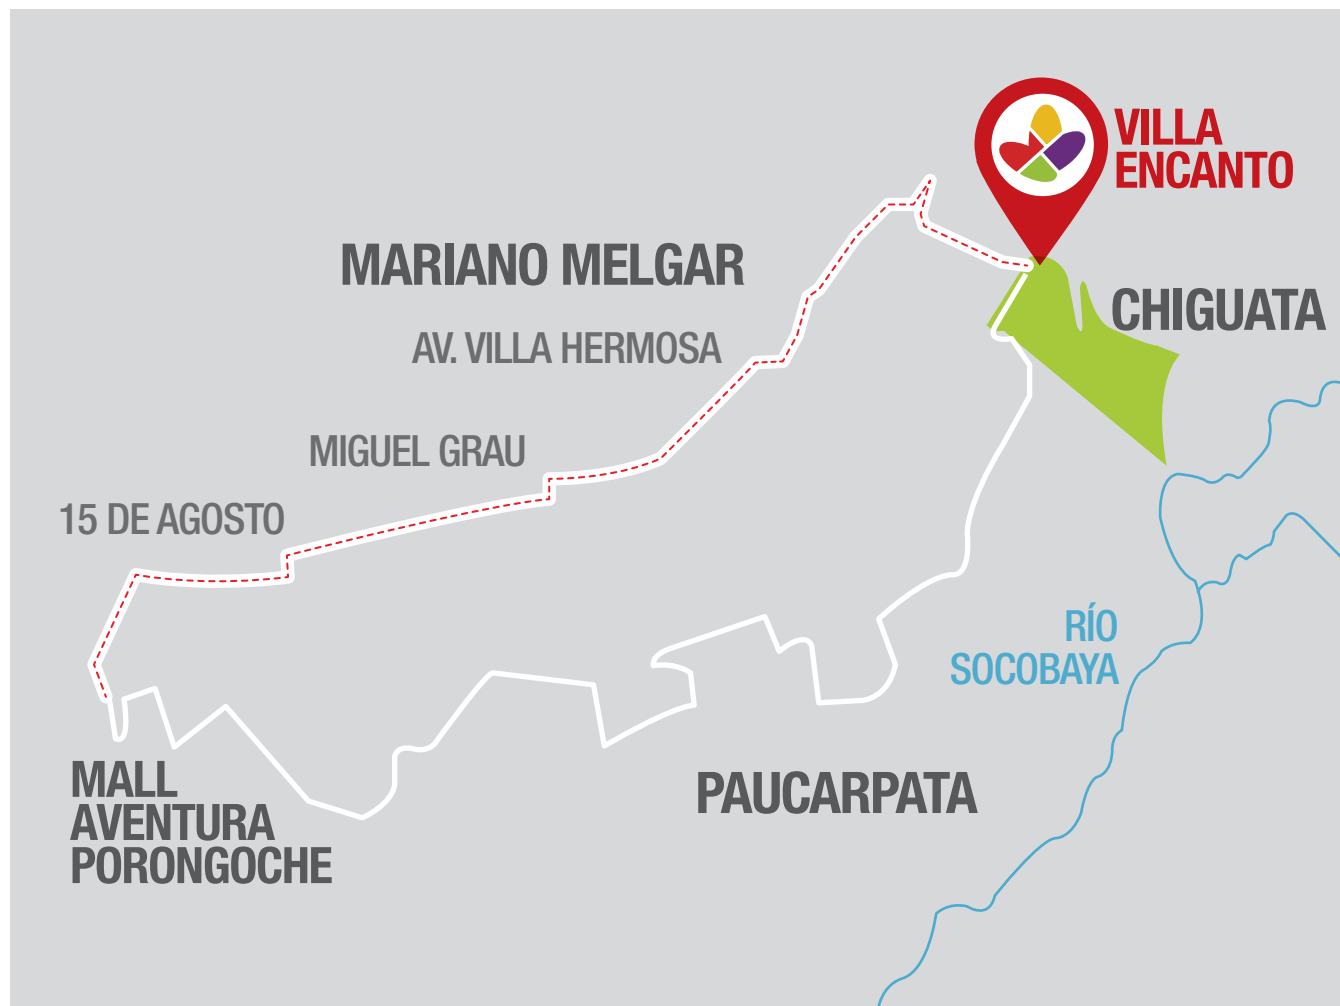 VILLA
ENCANTO
MARIANO MELGAR
CHIGUATA
AV. VILLA HERMOSA
MIGUEL GRAU
15 DE AGOSTO
RÍO
SOCOBAYA
MALL
AVENTURA
PORONGOCHE
PAUCARPATA